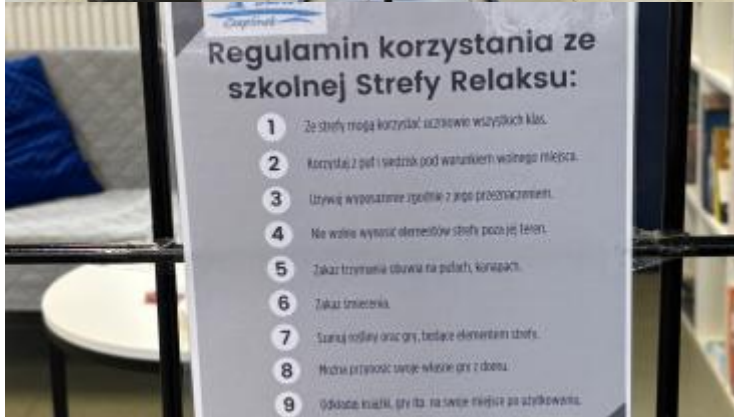 Regulamin korzystania ze
szkolnej Strefy Relaksu:
1 Ze strefy mogą korzystać uczniowie wszystkich klas.
2 Korzystaj z puf i siedzisk pod warunkiem wolnego miejsca.
3 Używaj wyposażenie zgodnie z jego przeznaczeniem.
4 Nie wolno wynosić elementów strefy poza jej teren.
5 Zakaz trzymania obuwia na pufach, kanapach.
6 Zakaz śmiecenia.
7 Szanuj rośliny oraz gry, będące elementem strefy.
8 Można przynosić swoje własne gry z domu.
9 Odkładaj książki, gry itp. na swoje miejsce po użytkowaniu.